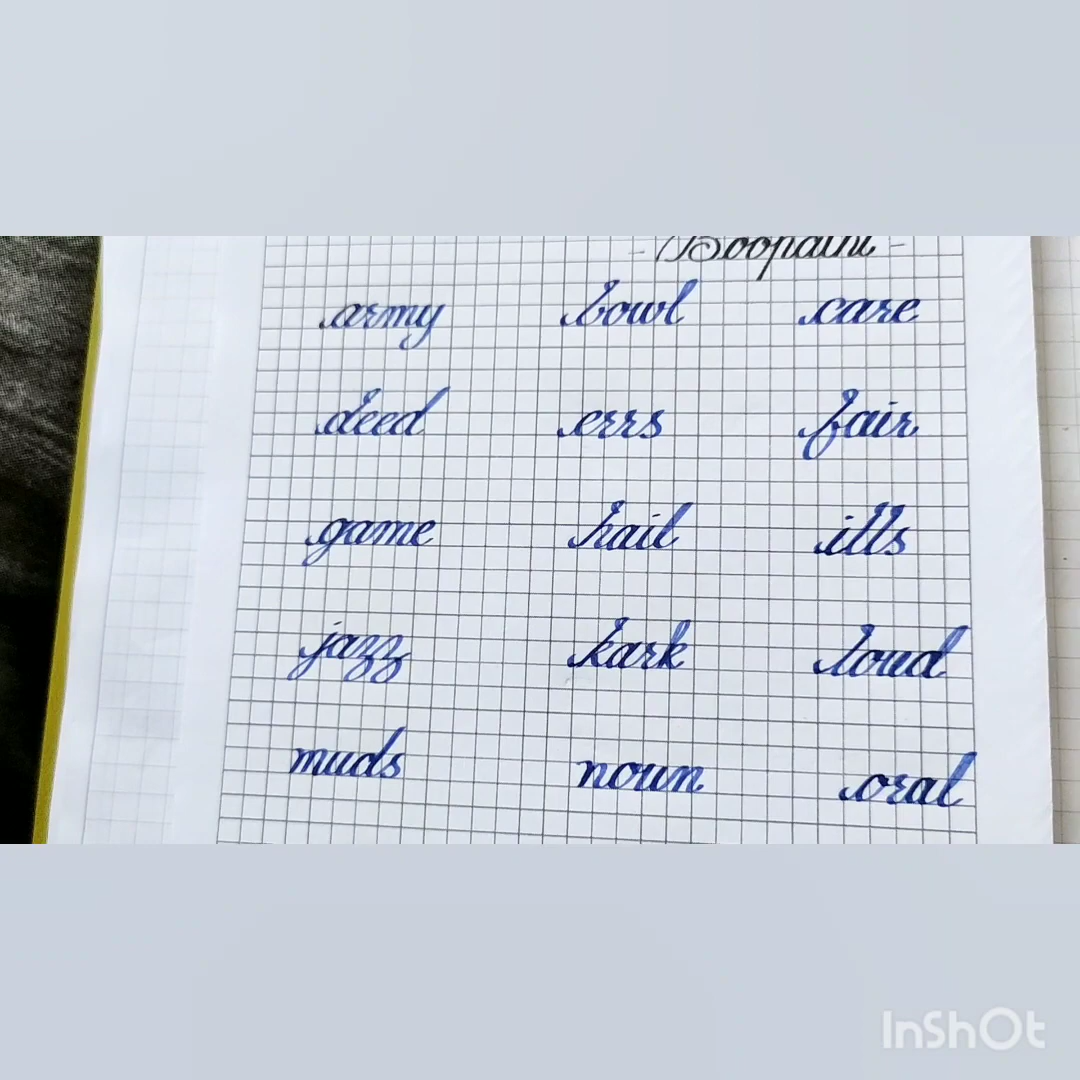 army bowl care
deed errs fair
game hail ills
jazz kark loud
muds noun oral
InShOt